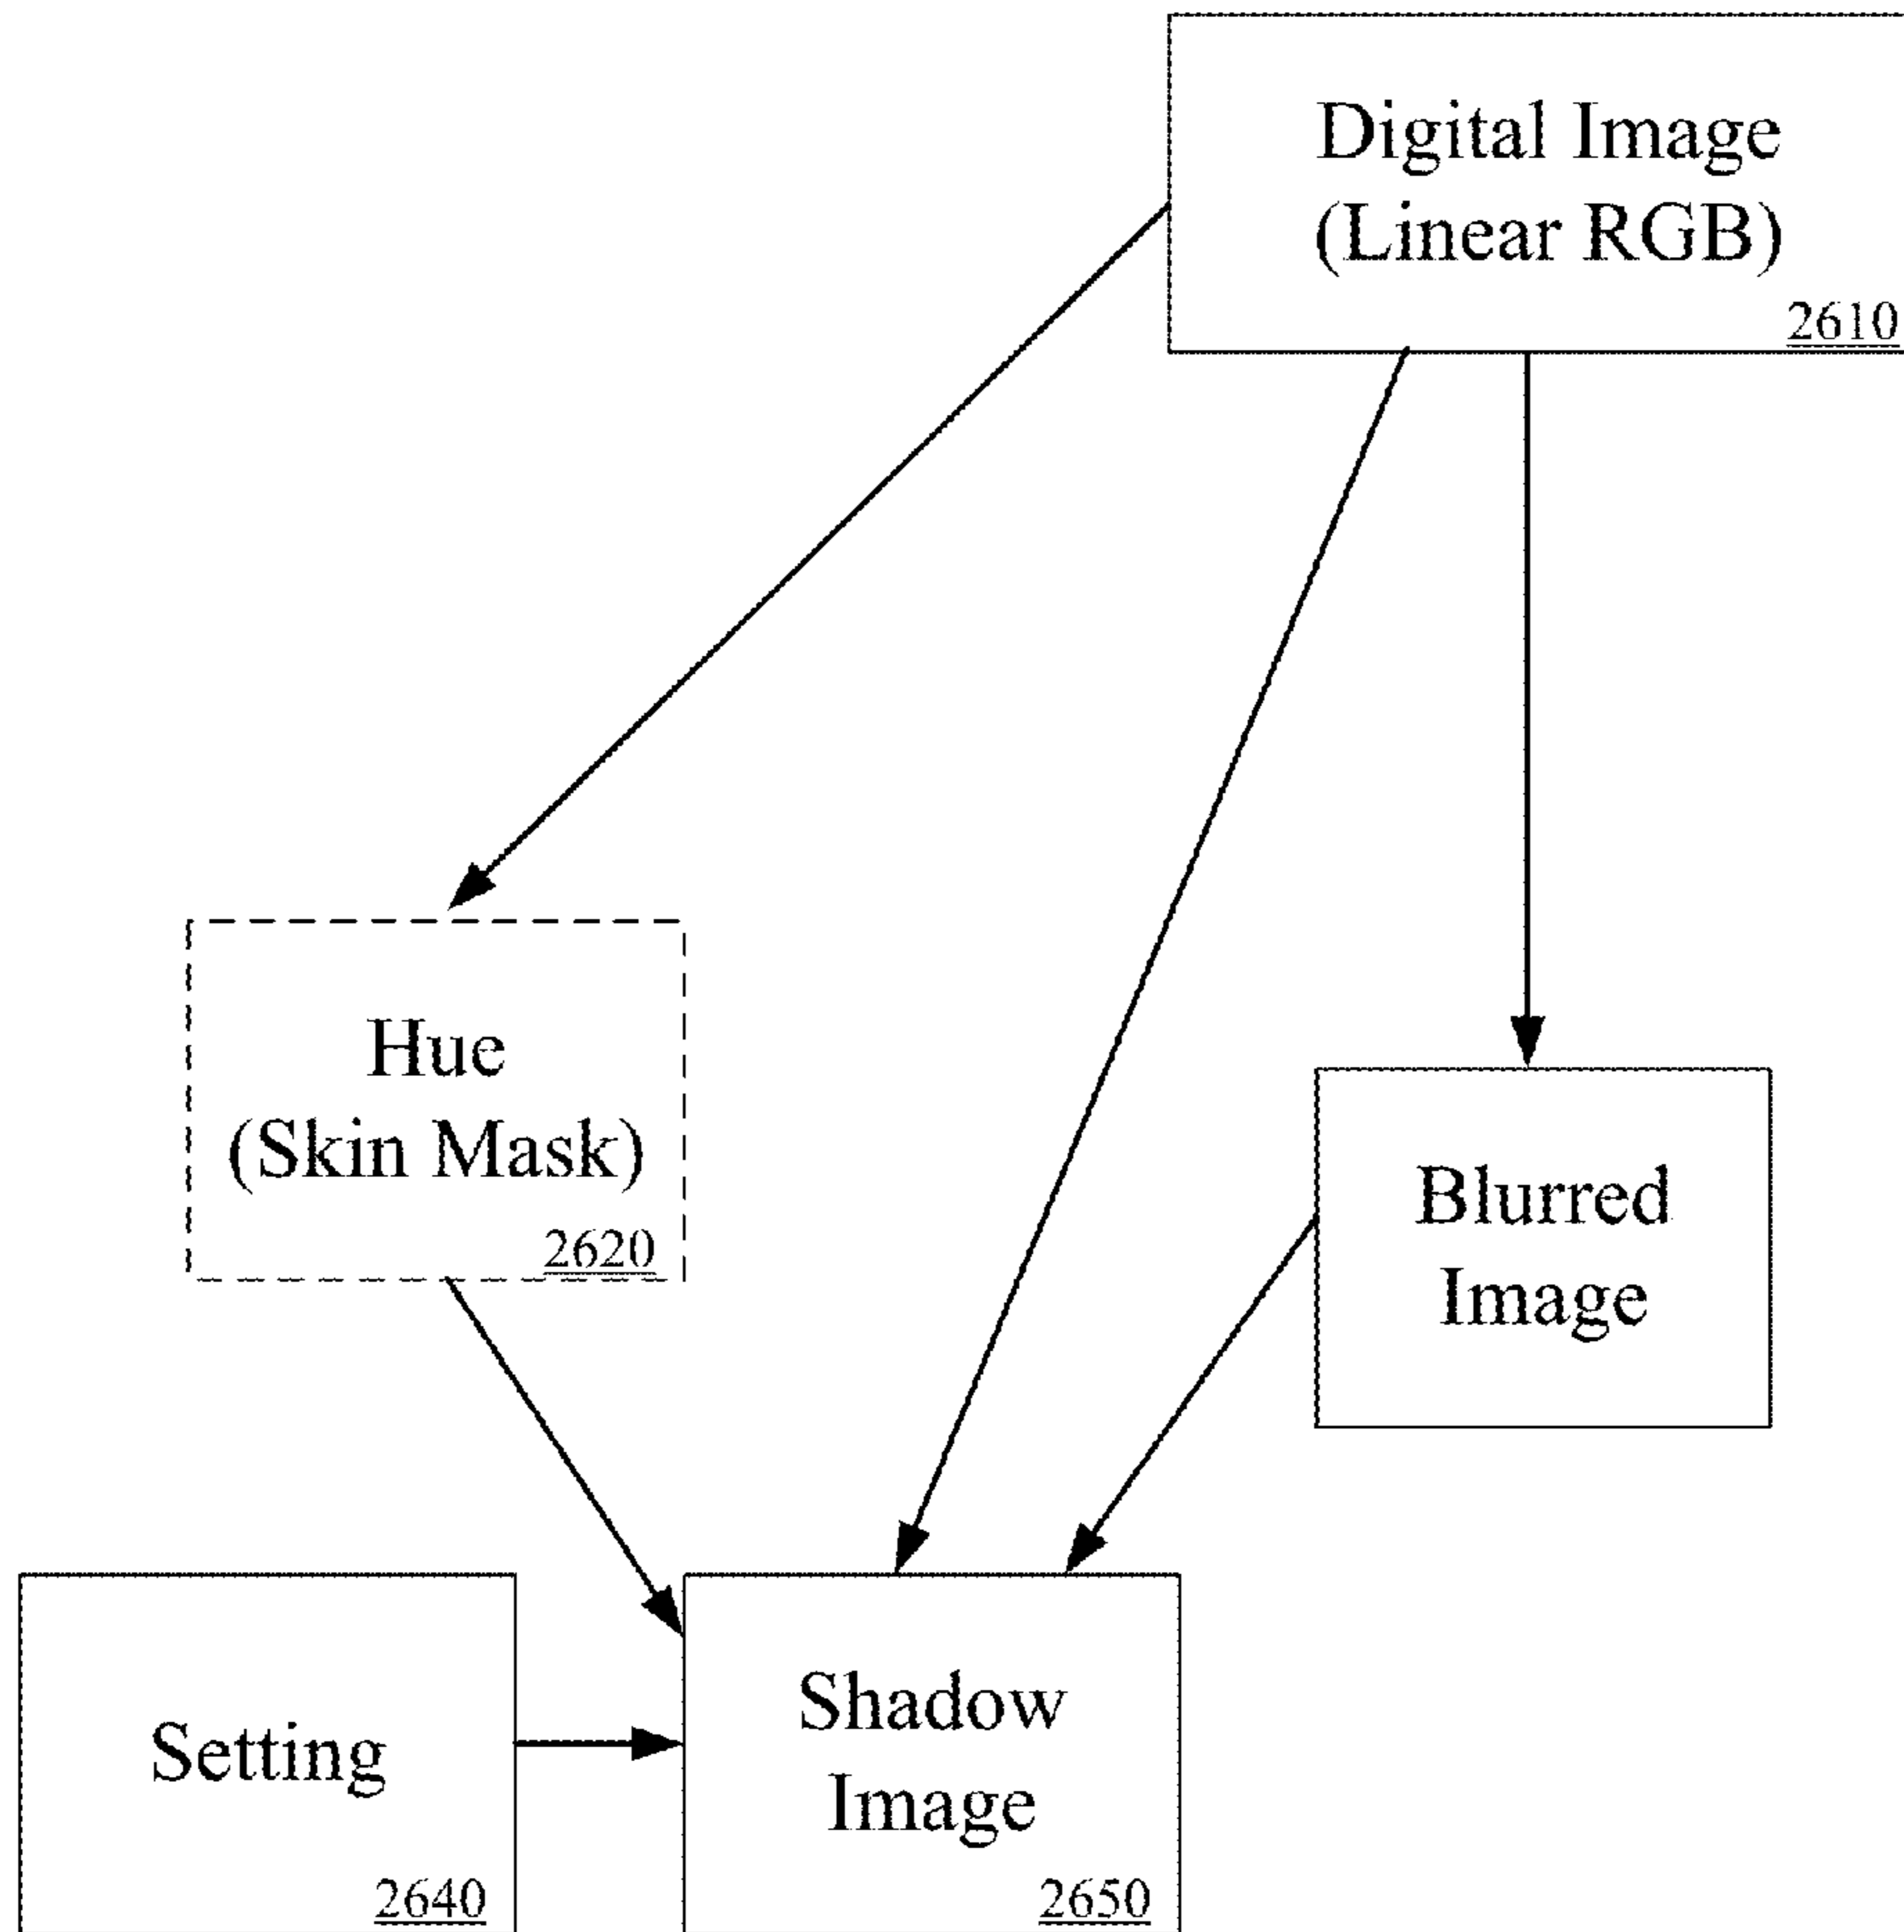 Digital Image
(Linear RGB)
2610
Hue
(Skin Mask)
2620
Blurred
Image
Setting
2640
Shadow
Image
2650